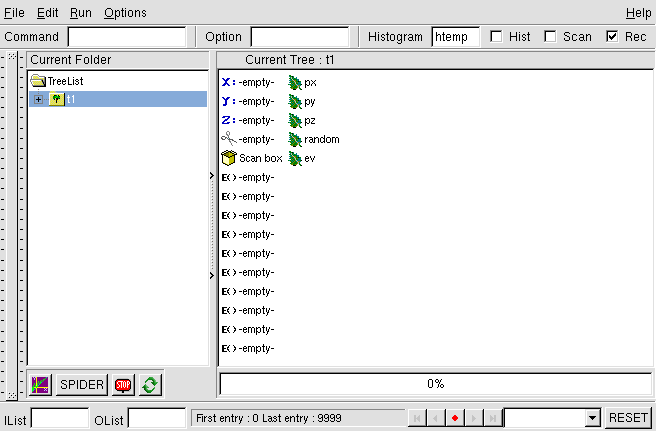 File Edit Run Options Help
Command Option Histogram htemp Hist Scan Rec
Current Folder
TreeList
t1
Current Tree : t1
X: -empty- px
Y: -empty- py
Z: -empty- pz
-empty- random
Scan box ev
E() -empty-
E() -empty-
E() -empty-
E() -empty-
E() -empty-
E() -empty-
E() -empty-
E() -empty-
E() -empty-
E() -empty-
SPIDER STOP
0%
IList OList First entry : 0 Last entry : 9999 RESET